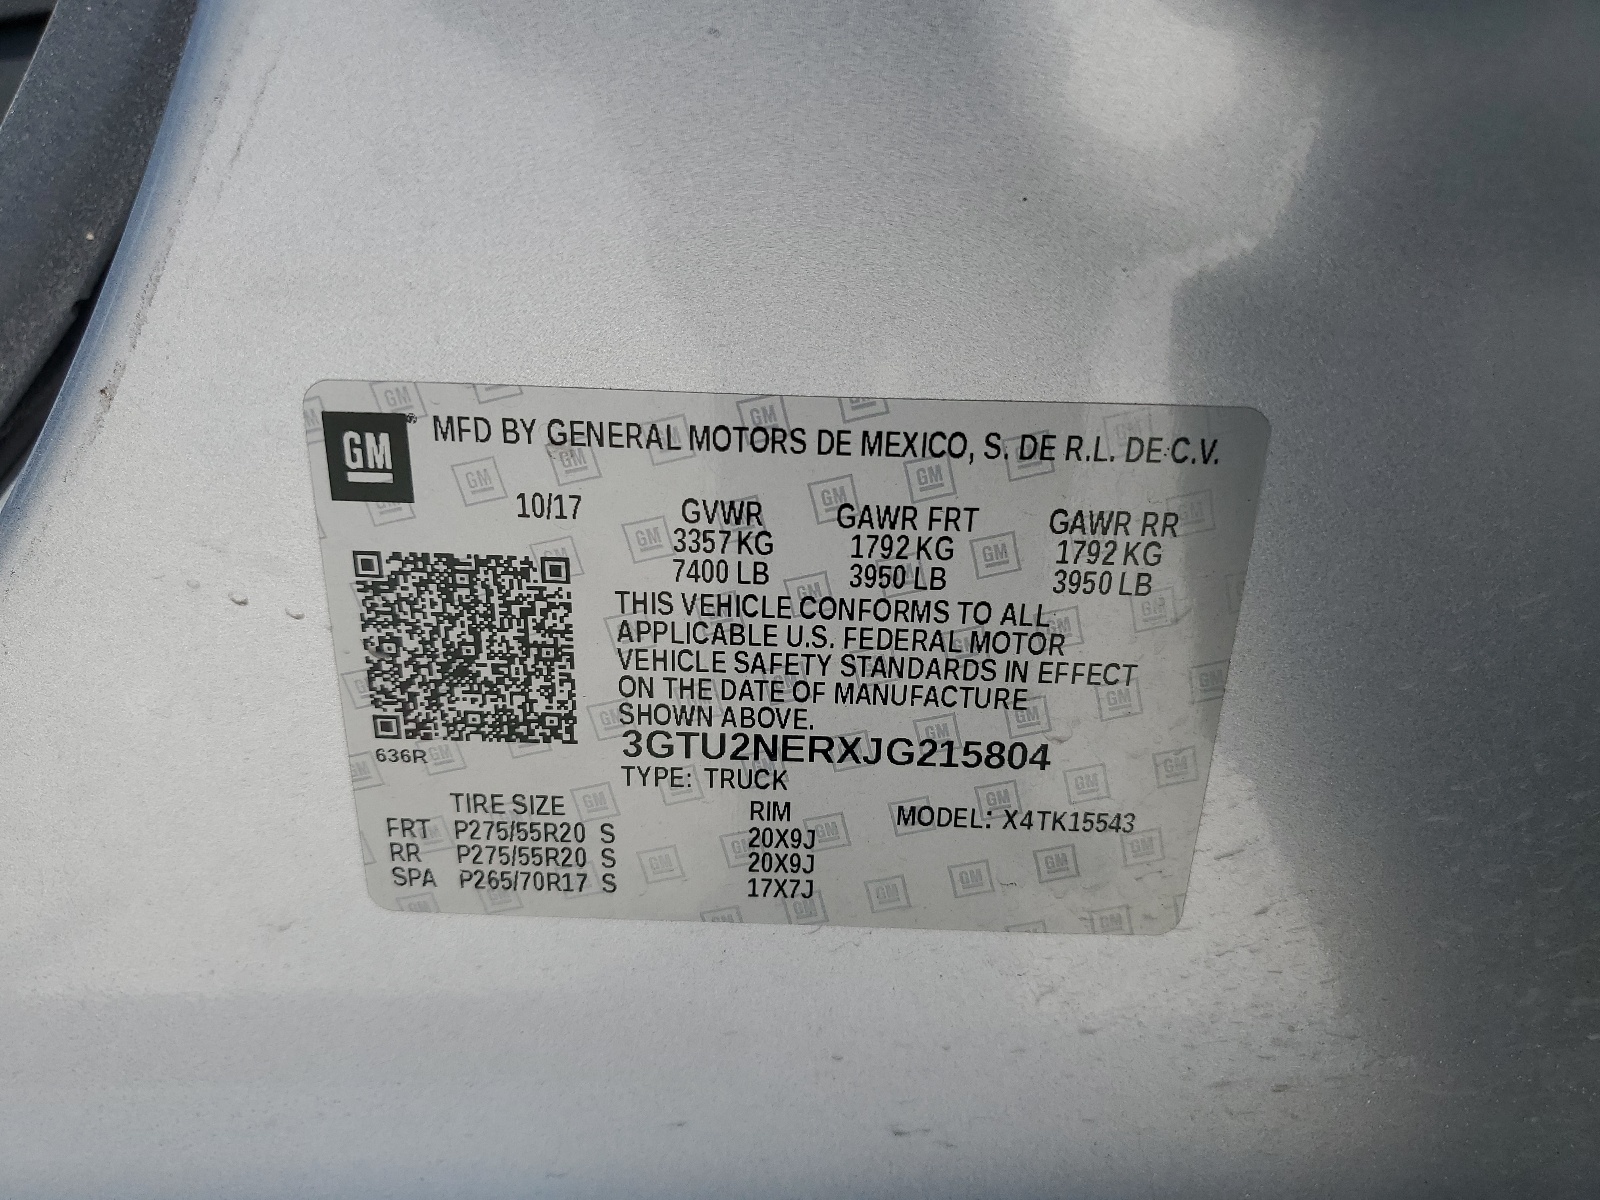 GM ® MFD BY GENERAL MOTORS DE MEXICO, S. DE R.L. DE C.V.
10/17 GVWR GAWR FRT GAWR RR
3357 KG 1792 KG 1792 KG
7400 LB 3950 LB 3950 LB
THIS VEHICLE CONFORMS TO ALL
APPLICABLE U.S. FEDERAL MOTOR
VEHICLE SAFETY STANDARDS IN EFFECT
ON THE DATE OF MANUFACTURE
SHOWN ABOVE.
636R 3GTU2NERXJG215804
TYPE: TRUCK
TIRE SIZE RIM MODEL: X4TK15543
FRT P275/55R20 S 20X9J
RR P275/55R20 S 20X9J
SPA P265/70R17 S 17X7J